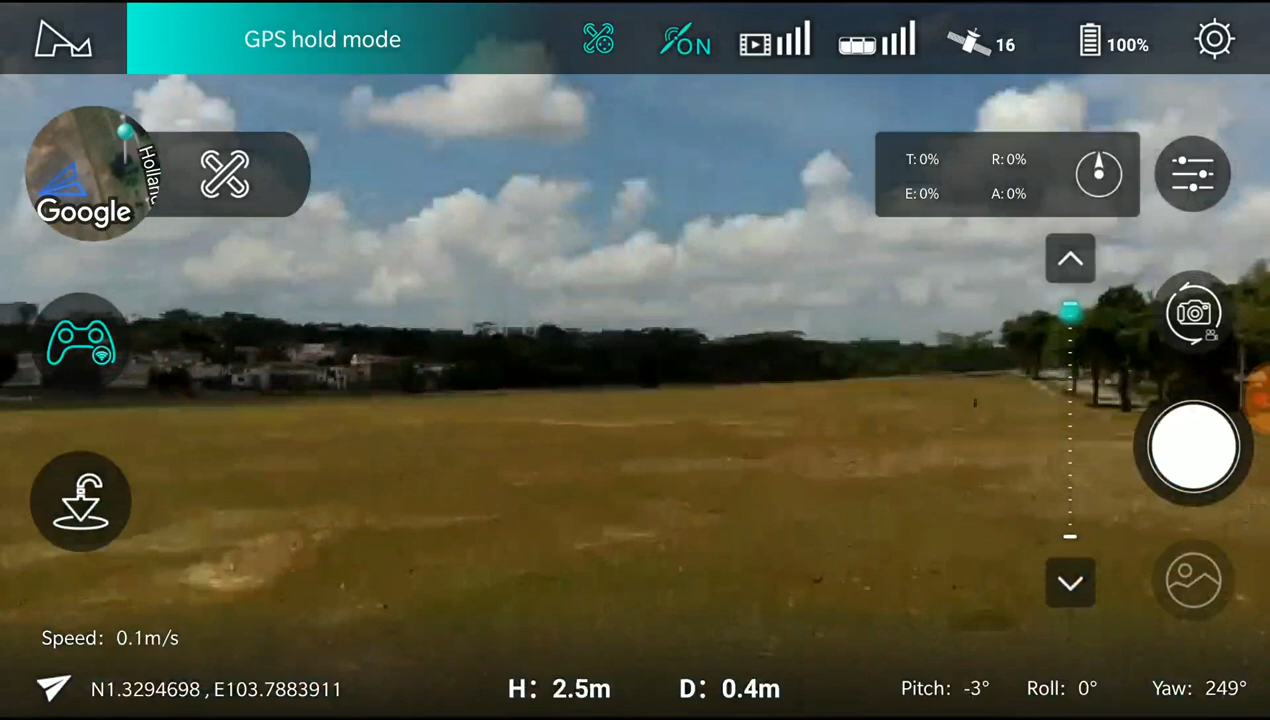 GPS hold mode
ON
16
100%
Holland
Google
T: 0%
R: 0%
E: 0%
A: 0%
Speed: 0.1m/s
N1.3294698 , E103.7883911
H: 2.5m
D: 0.4m
Pitch: -3°
Roll: 0°
Yaw: 249°